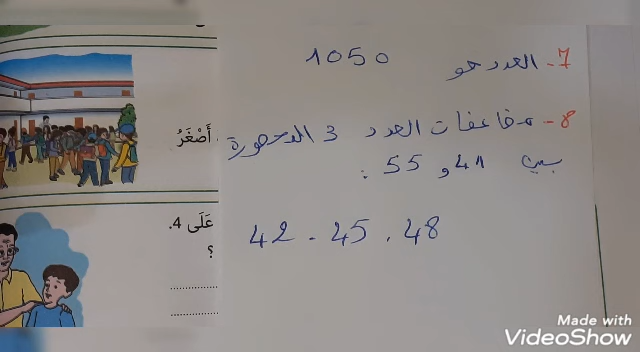 7- العدد هو 1050
8- مضاعفات العدد 3 المحصورة
بين 41 و 55 :
42 - 45 . 48
أَصْغَرُ
عَلَى 4.
؟
Made with
VideoShow